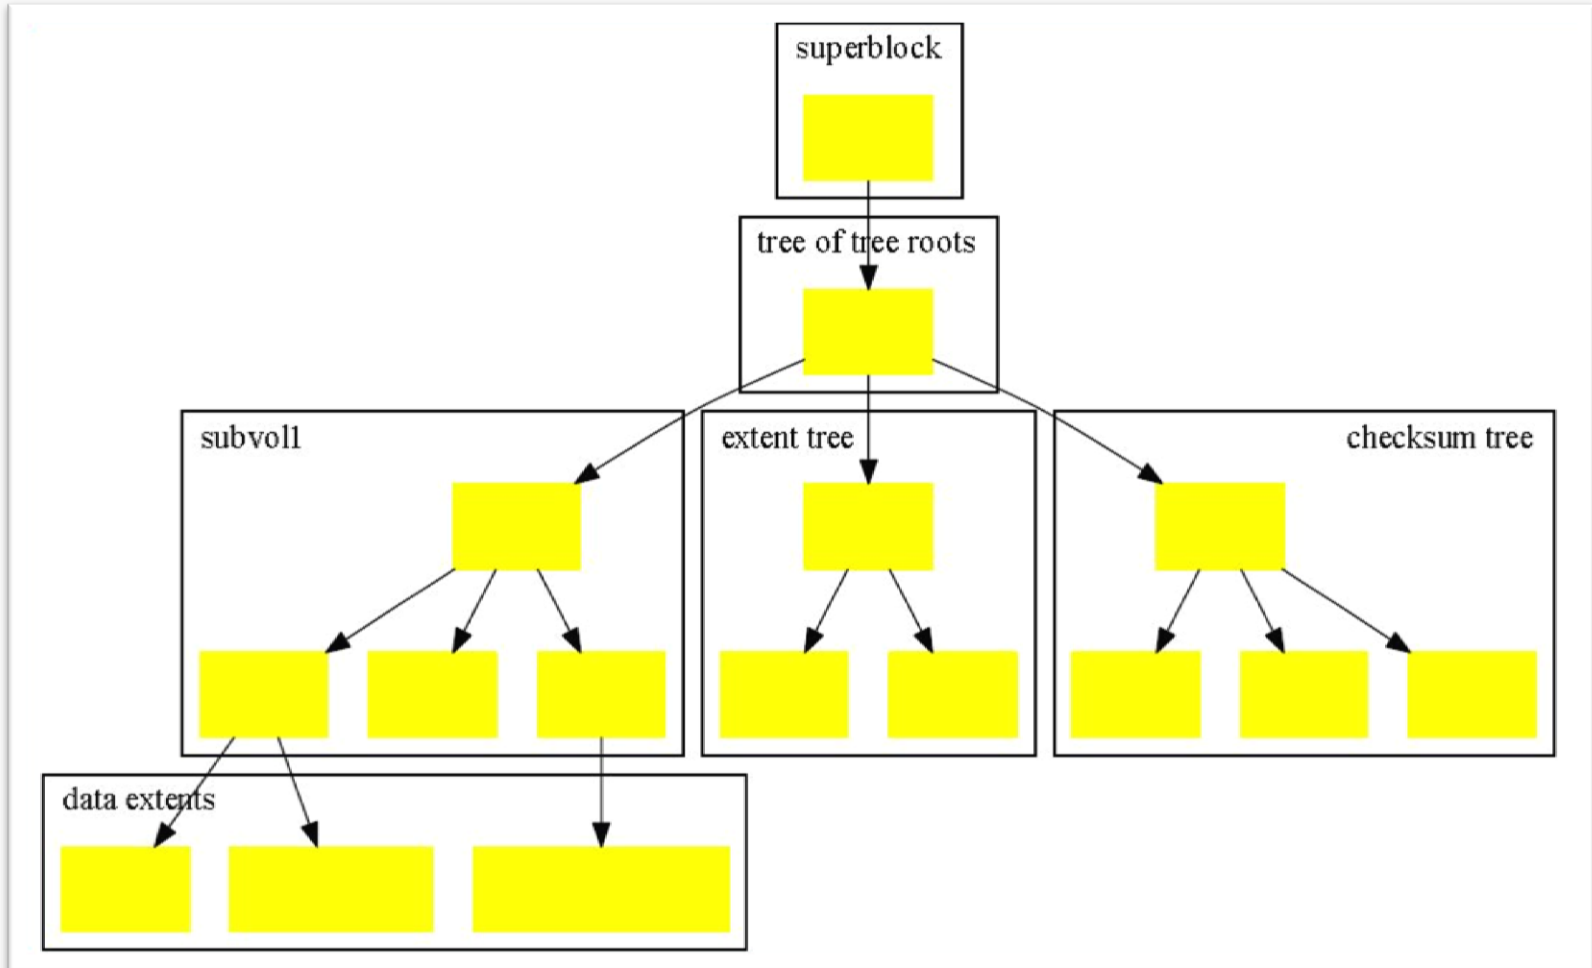 superblock
tree of tree roots
subvol1
extent tree
checksum tree
data extents